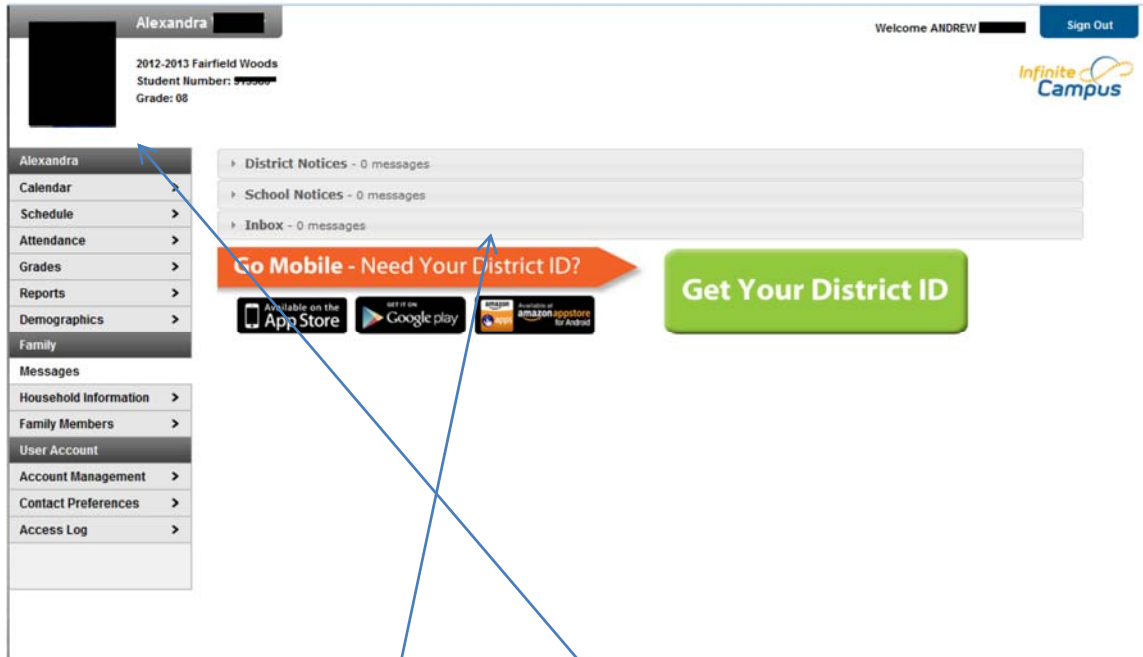 Alexandra
Welcome ANDREW
Sign Out
2012-2013 Fairfield Woods
Student Number:
Grade: 08
Infinite Campus
Alexandra
Calendar
Schedule
Attendance
Grades
Reports
Demographics
Family
Messages
Household Information
Family Members
User Account
Account Management
Contact Preferences
Access Log
District Notices - 0 messages
School Notices - 0 messages
Inbox - 0 messages
Go Mobile - Need Your District ID?
Available on the
App Store
GET IT ON
Google play
amazon
apps
Available at
amazon appstore
for Android
Get Your District ID